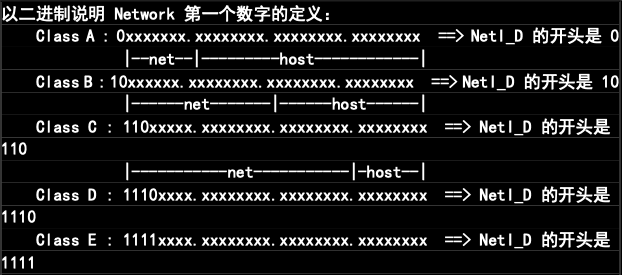 以二进制说明 Network 第一个数字的定义:
Class A : 0xxxxxxx.xxxxxxxx.xxxxxxxx.xxxxxxxx ==> NetI_D 的开头是 0
|--net--|---------host------------|
Class B : 10xxxxxx.xxxxxxxx.xxxxxxxx.xxxxxxxx ==> NetI_D 的开头是 10
|------net-------|------host------|
Class C : 110xxxxx.xxxxxxxx.xxxxxxxx.xxxxxxxx ==> NetI_D 的开头是
110
|-----------net-----------|-host--|
Class D : 1110xxxx.xxxxxxxx.xxxxxxxx.xxxxxxxx ==> NetI_D 的开头是
1110
Class E : 1111xxxx.xxxxxxxx.xxxxxxxx.xxxxxxxx ==> NetI_D 的开头是
1111